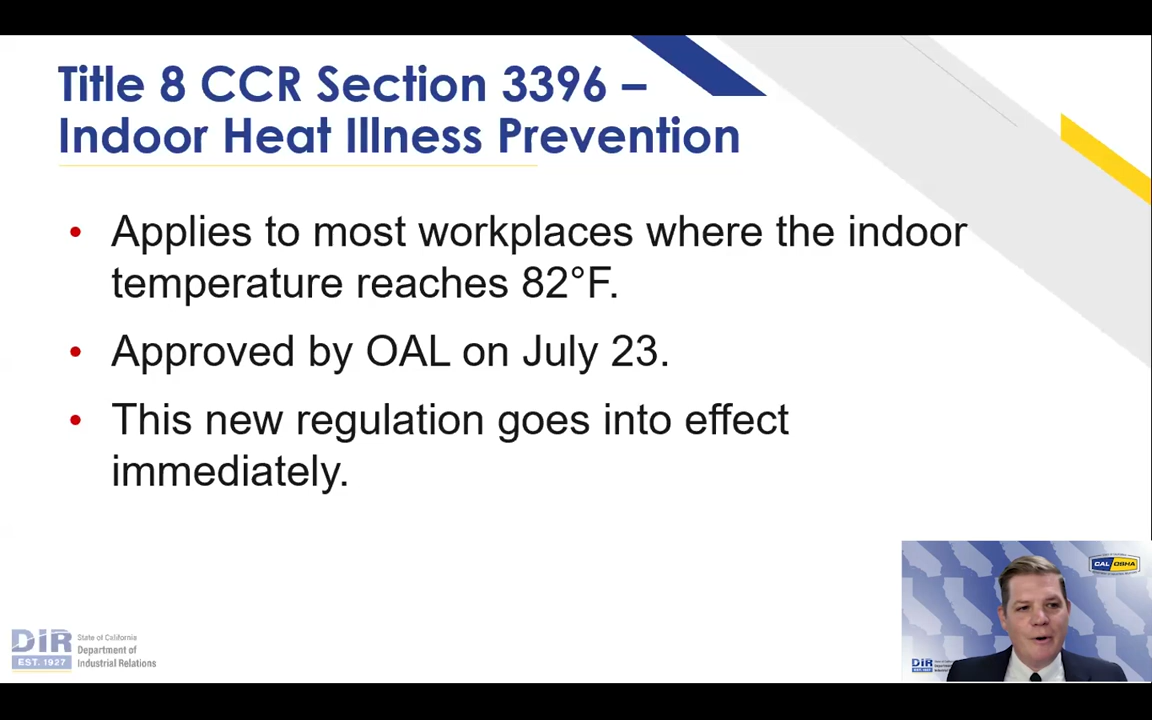 Title 8 CCR Section 3396 –
Indoor Heat Illness Prevention
• Applies to most workplaces where the indoor
temperature reaches 82°F.
• Approved by OAL on July 23.
• This new regulation goes into effect
immediately.
DIR
EST. 1927
State of California
Department of
Industrial Relations
CAL OSHA
DIR